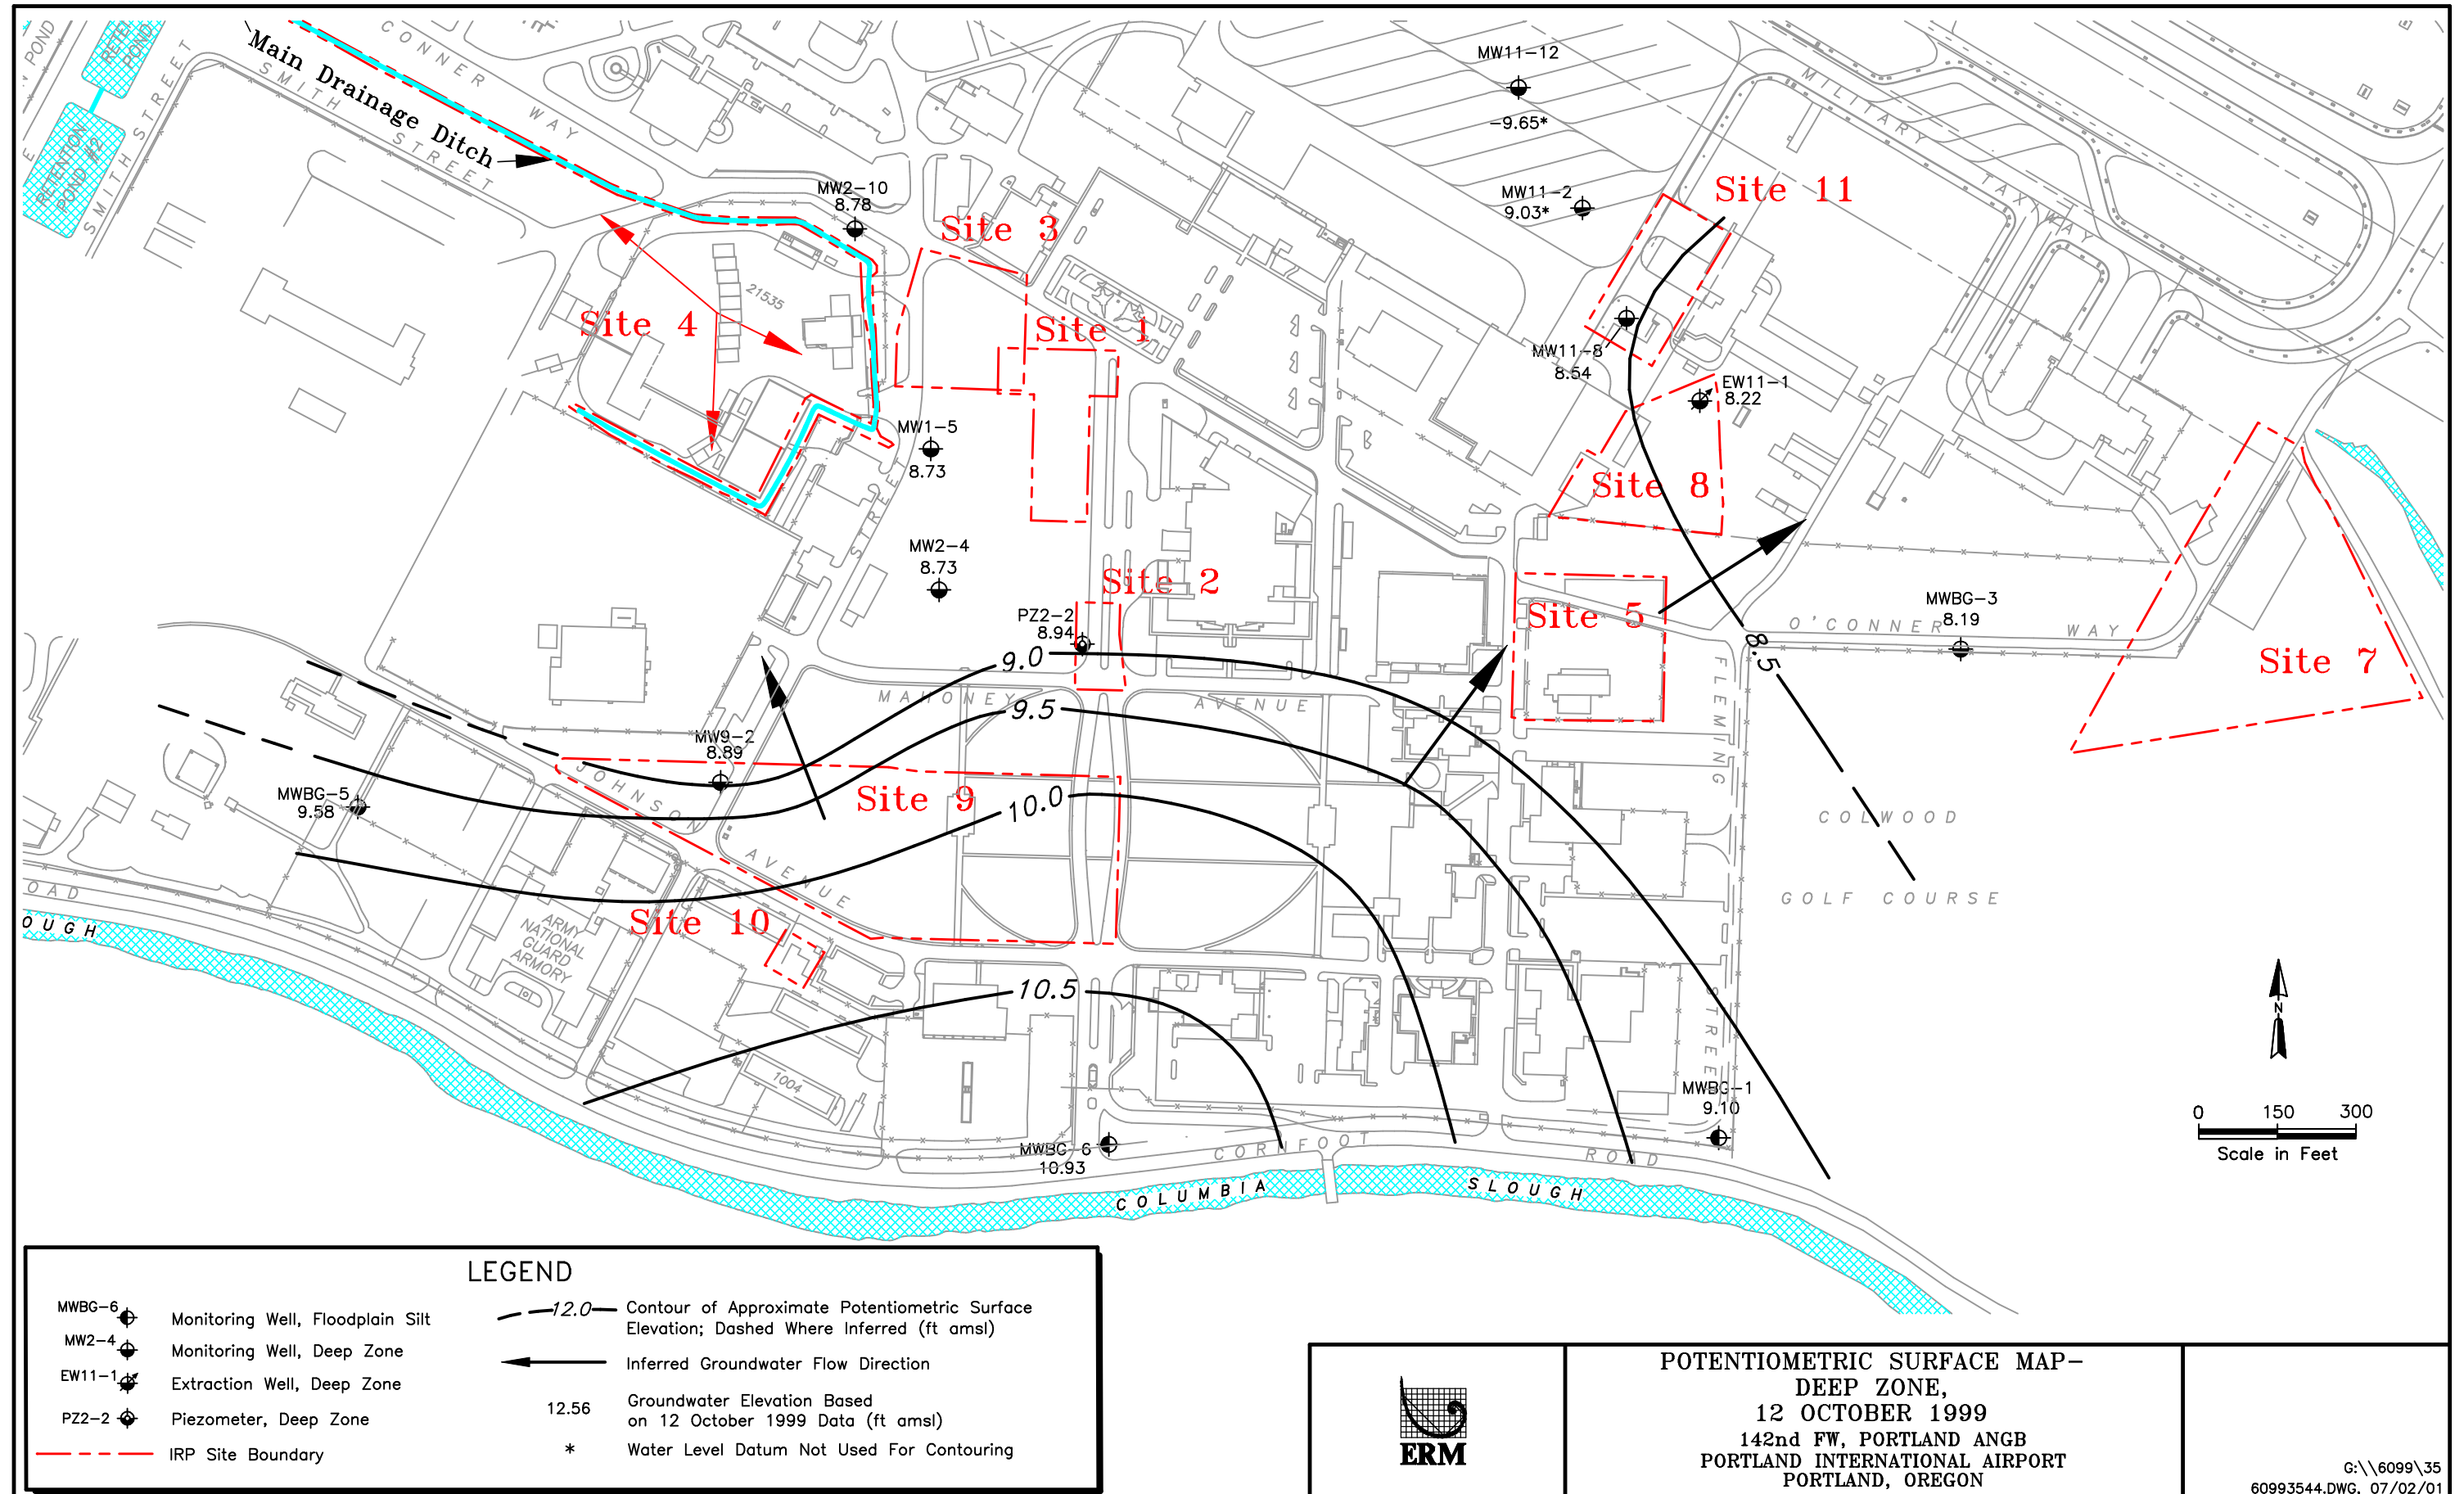 RETENTION
POND
#2
POND
SMITH STREET
SMITH STREET
Main Drainage Ditch
CONNER WAY
MW2-10
8.78
Site 3
Site 4
21535
Site 1
MW1-5
8.73
STREET
MW2-4
8.73
PZ2-2
8.94
Site 2
MW11-12
-9.65*
MW11-2
9.03*
Site 11
MILITARY TAXIWAY
MW11-8
8.54
EW11-1
8.22
Site 8
Site 5
MWBG-3
8.19
O'CONNER WAY
Site 7
8.5
FLEMING STREET
9.0
MAHONEY AVENUE
9.5
MW9-2
8.89
MWBG-5
9.58
JOHNSON AVENUE
Site 9
10.0
COLWOOD
GOLF COURSE
Site 10
ARMY
NATIONAL
GUARD
ARMORY
OAD
OUGH
10.5
1004
MWBG-1
9.10
MWBG-6
10.93
CORNFOOT ROAD
COLUMBIA SLOUGH
N
0 150 300
Scale in Feet
LEGEND
MWBG-6 Monitoring Well, Floodplain Silt
MW2-4 Monitoring Well, Deep Zone
EW11-1 Extraction Well, Deep Zone
PZ2-2 Piezometer, Deep Zone
IRP Site Boundary
12.0 Contour of Approximate Potentiometric Surface
Elevation; Dashed Where Inferred (ft amsl)
Inferred Groundwater Flow Direction
12.56 Groundwater Elevation Based
on 12 October 1999 Data (ft amsl)
* Water Level Datum Not Used For Contouring
ERM
POTENTIOMETRIC SURFACE MAP-
DEEP ZONE,
12 OCTOBER 1999
142nd FW, PORTLAND ANGB
PORTLAND INTERNATIONAL AIRPORT
PORTLAND, OREGON
G:\\6099\35
60993544.DWG, 07/02/01